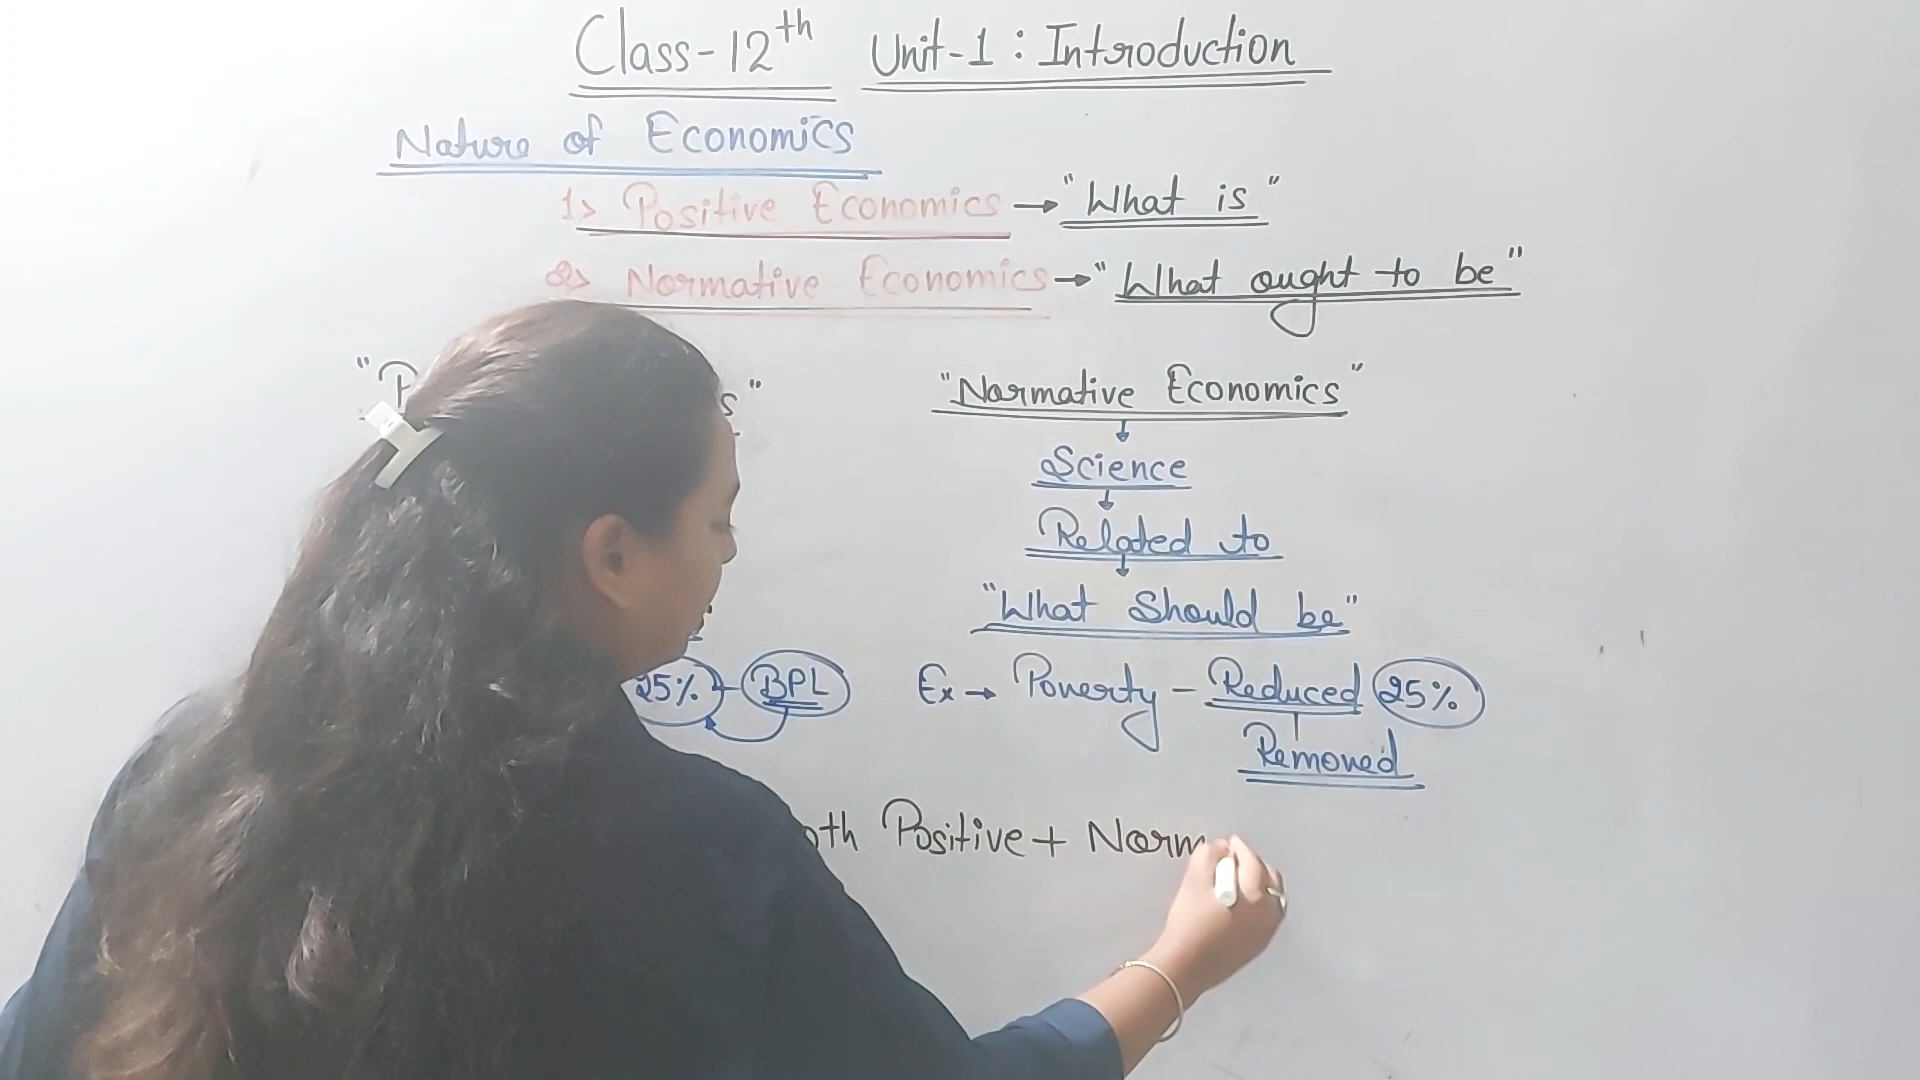 Class-12th Unit-1 : Introduction
Nature of Economics
1> Positive Economics → "What is"
2> Normative Economics → "What ought to be"
"Normative Economics"
Science
Related to
"What Should be"
25% - BPL
Ex → Poverty - Reduced 25%
Removed
Positive + Norm